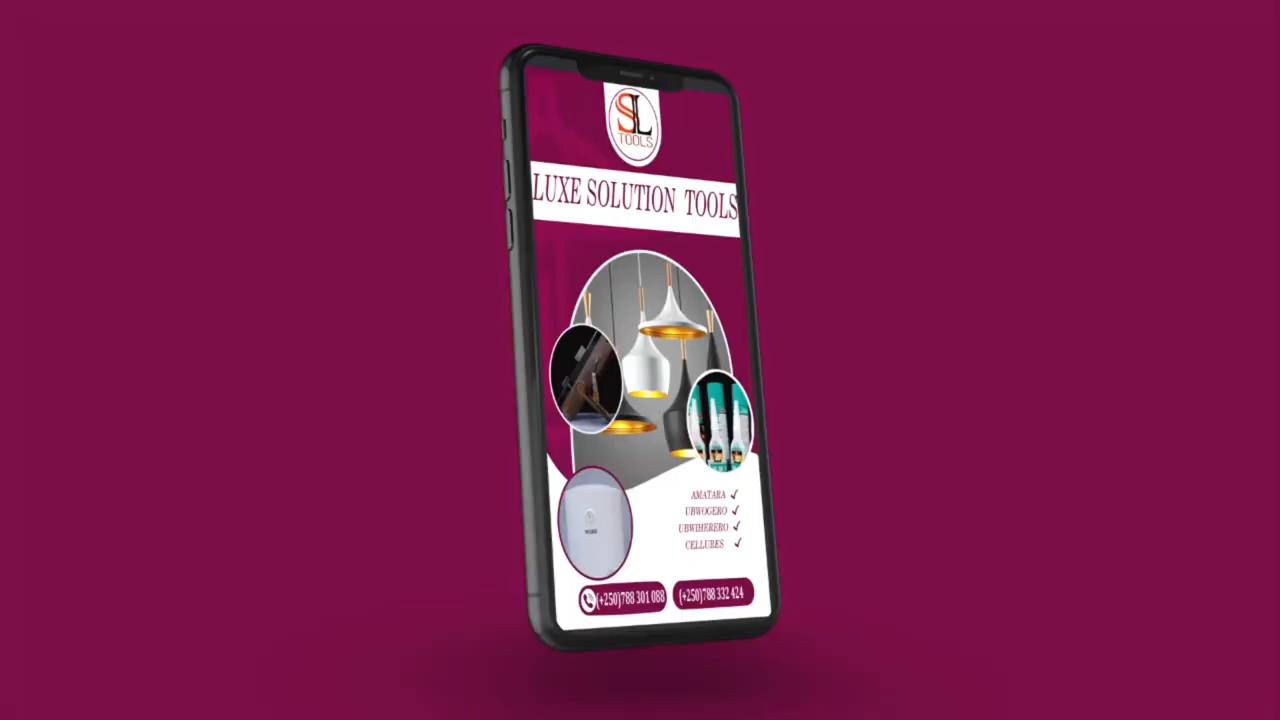 SL
TOOLS
LUXE SOLUTION TOOLS
AMATARA
UBWOGERO
UBWIHERERO
CELLURES
(+250)788 301 088
(+250)788 332 424